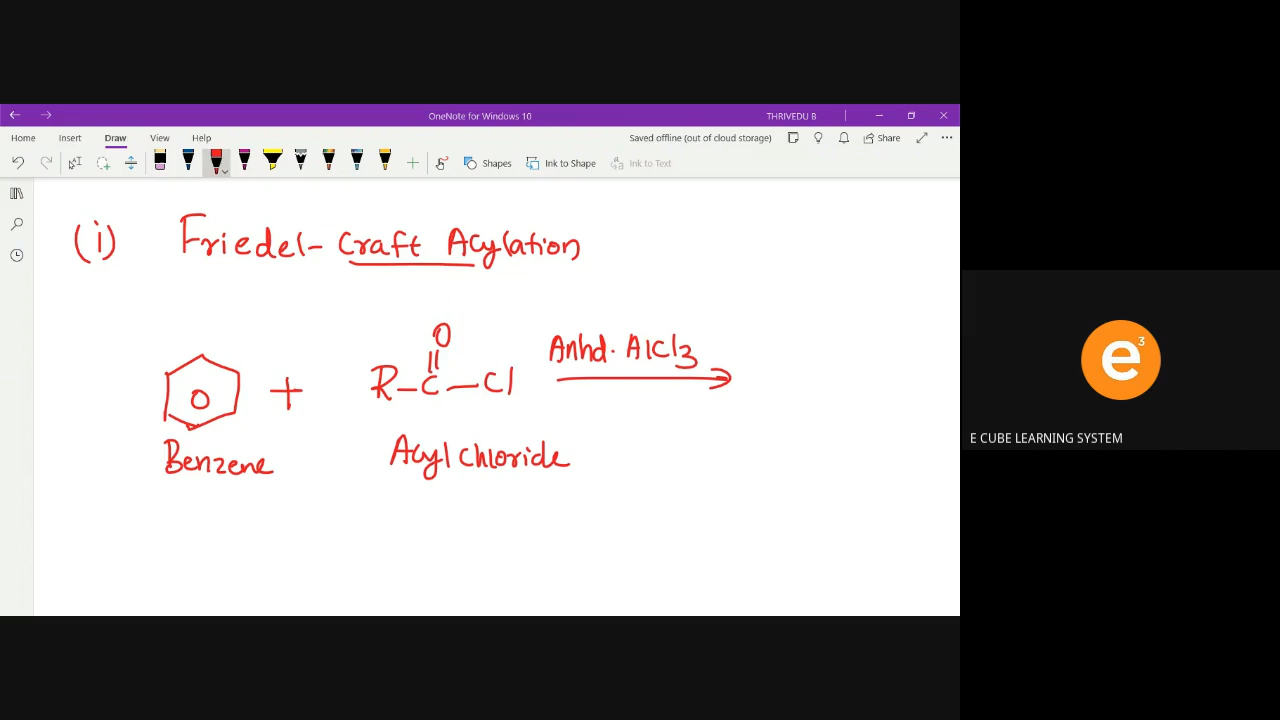 OneNote for Windows 10
THRIVEDU B
Home Insert Draw View Help
Saved offline (out of cloud storage)
Share
Shapes
Ink to Shape
Ink to Text
(i) Friedel-Craft Acylation
O
Anhd. AlCl3
+ R-C-Cl
Benzene
Acyl chloride
e3
E CUBE LEARNING SYSTEM